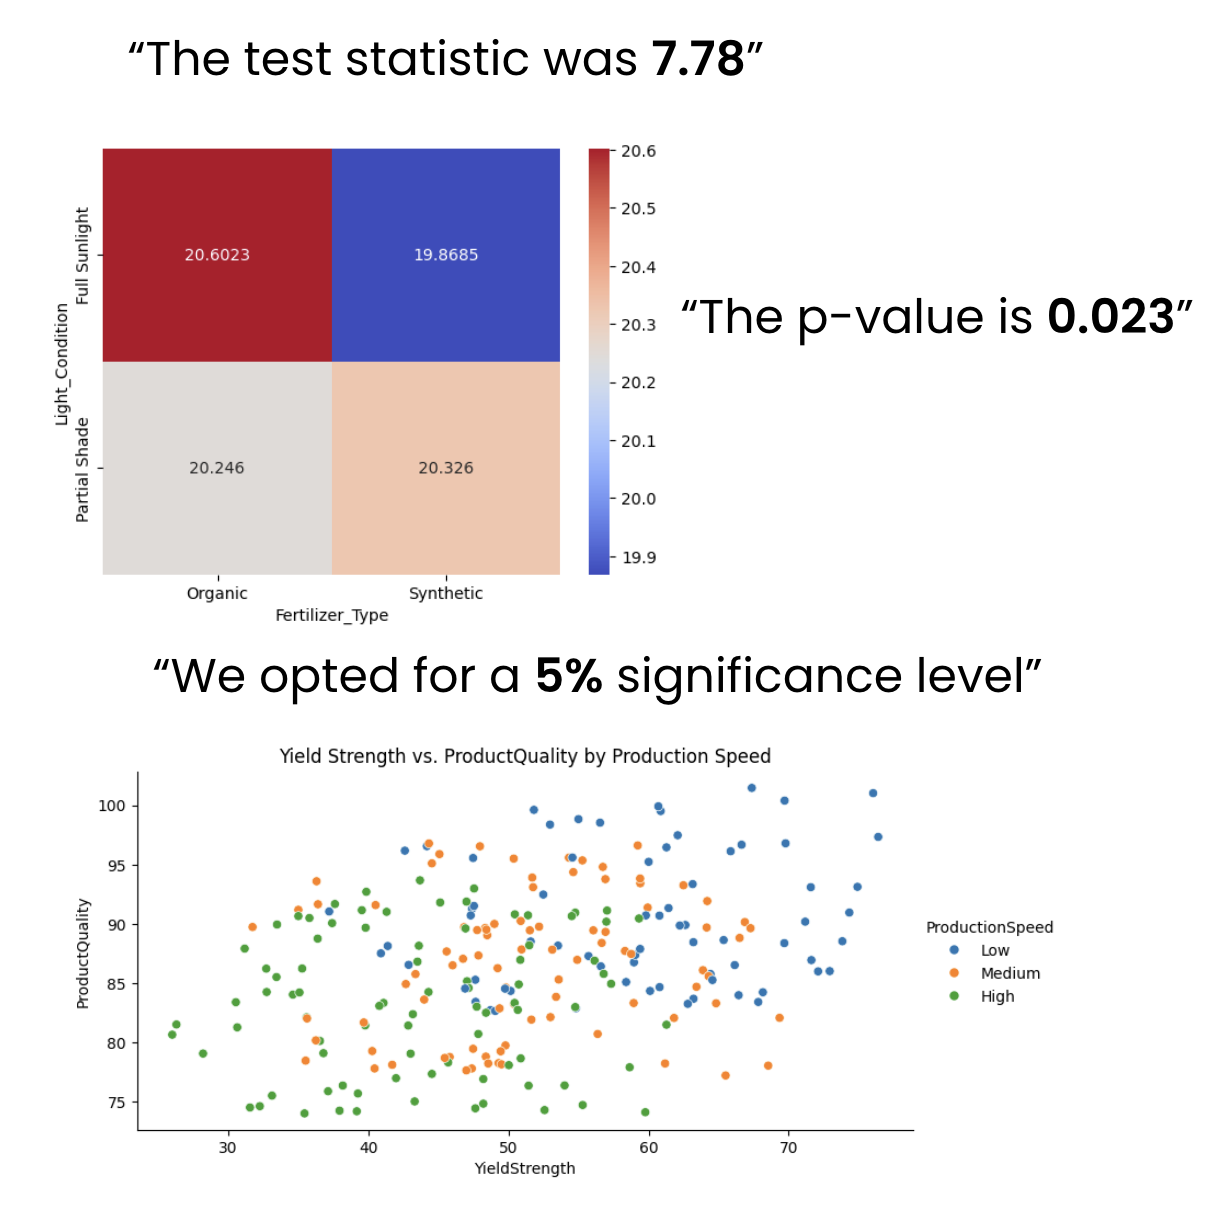 “The test statistic was 7.78”
20.6
20.5
20.4
20.3
20.2
20.1
20.0
19.9
Full Sunlight
Partial Shade
Light_Condition
20.6023
19.8685
20.246
20.326
Organic
Synthetic
Fertilizer_Type
“The p-value is 0.023”
“We opted for a 5% significance level”
Yield Strength vs. ProductQuality by Production Speed
100
95
90
85
80
75
ProductQuality
30
40
50
60
70
YieldStrength
ProductionSpeed
Low
Medium
High